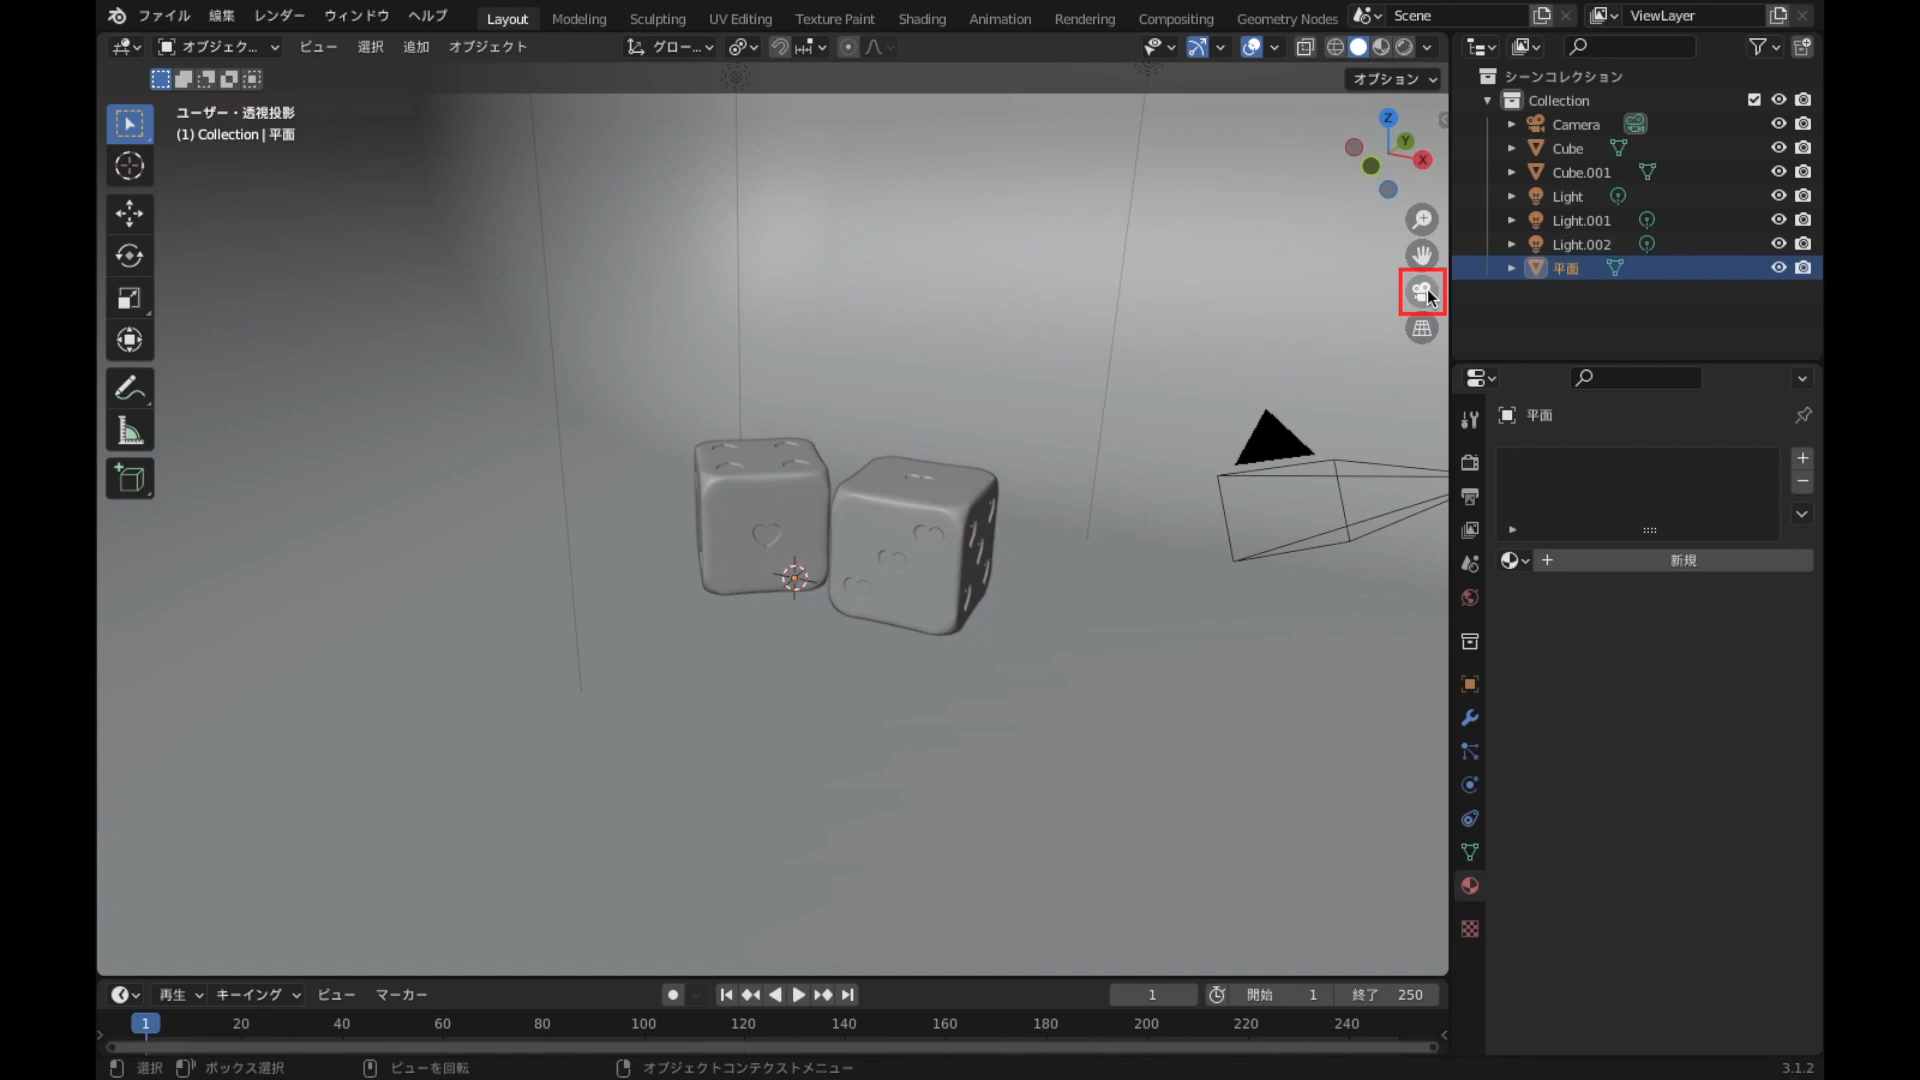 ファイル 編集 レンダー ウィンドウ ヘルプ Layout Modeling Sculpting UV Editing Texture Paint Shading Animation Rendering Compositing Geometry Nodes Scene ViewLayer
オブジェク... ビュー 選択 追加 オブジェクト グロー...
オプション
ユーザー・透視投影
(1) Collection | 平面
Z
Y
X
シーンコレクション
Collection
Camera
Cube
Cube.001
Light
Light.001
Light.002
平面
平面
新規
再生 キーイング ビュー マーカー 1 開始 1 終了 250
1 20 40 60 80 100 120 140 160 180 200 220 240
選択 ボックス選択 ビューを回転 オブジェクトコンテクストメニュー 3.1.2